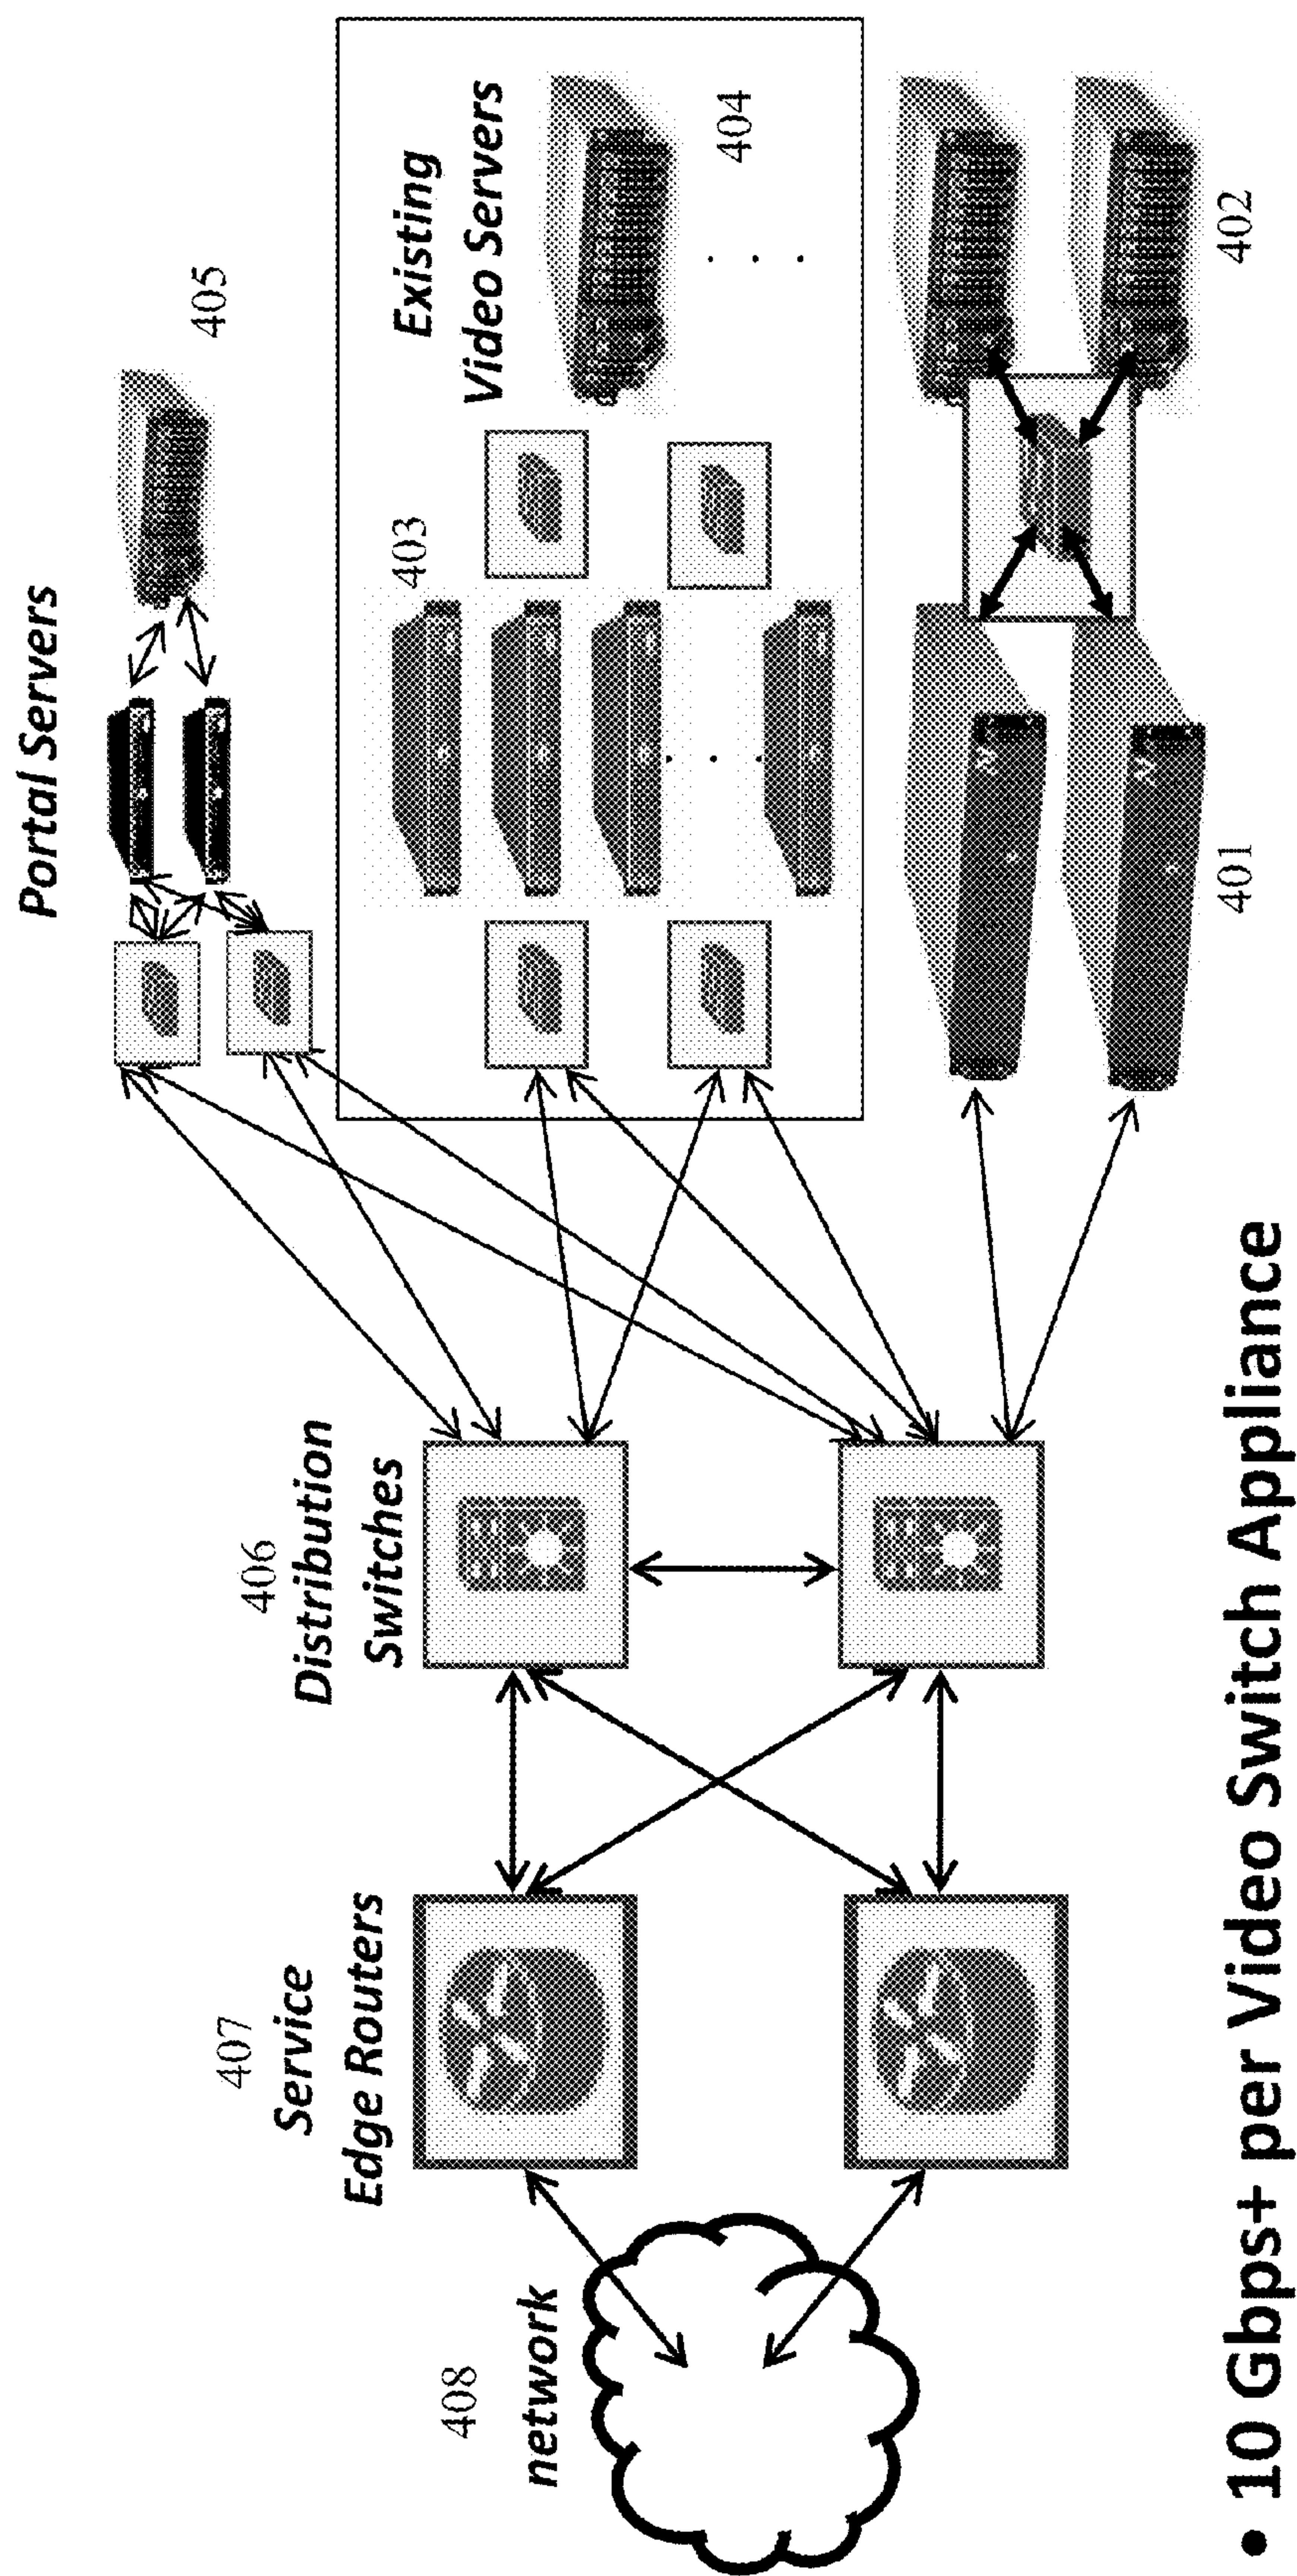 Portal Servers
405
Existing
Video Servers
404
403
402
401
406
Distribution
Switches
407
Service
Edge Routers
408
network
• 10 Gbps+ per Video Switch Appliance